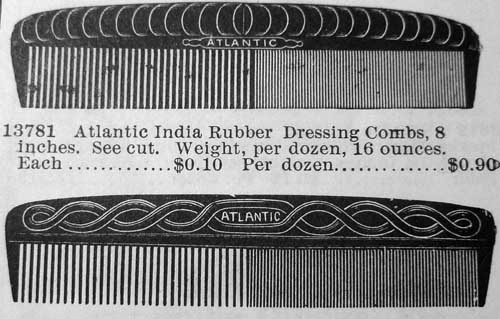 ATLANTIC
13781 Atlantic India Rubber Dressing Combs, 8
inches. See cut. Weight, per dozen, 16 ounces.
Each ............$0.10 Per dozen.............$0.90
ATLANTIC